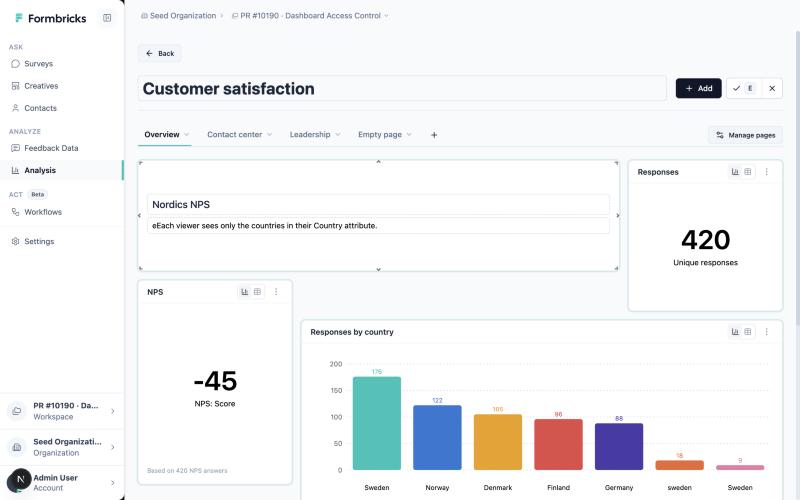 Formbricks
ASK
Surveys
Creatives
Contacts
ANALYZE
Feedback Data
Analysis
ACT Beta
Workflows
Settings
PR #10190 · Da...
Workspace
Seed Organizati...
Organization
N
Admin User
Account
Seed Organization > PR #10190 · Dashboard Access Control
Back
Customer satisfaction
+ Add
E
Overview
Contact center
Leadership
Empty page
+
Manage pages
Nordics NPS
eEach viewer sees only the countries in their Country attribute.
Responses
420
Unique responses
NPS
-45
NPS: Score
Based on 420 NPS answers
Responses by country
200
150
100
50
0
176
122
105
96
88
18
9
Sweden
Norway
Denmark
Finland
Germany
sweden
Sweden